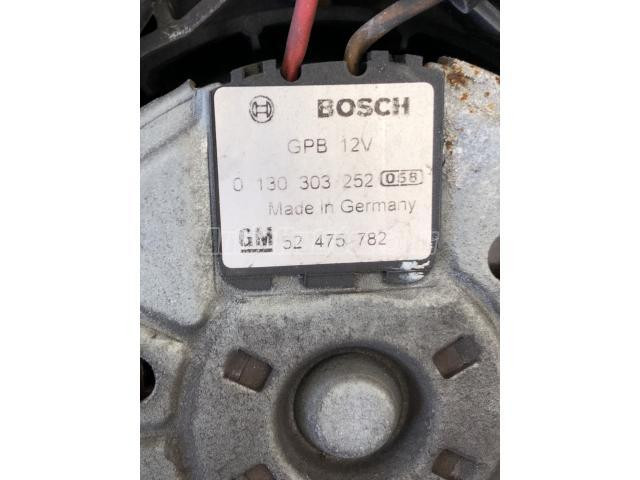 BOSCH
GPB 12V
0 130 303 252 058
Made in Germany
GM 52 475 782